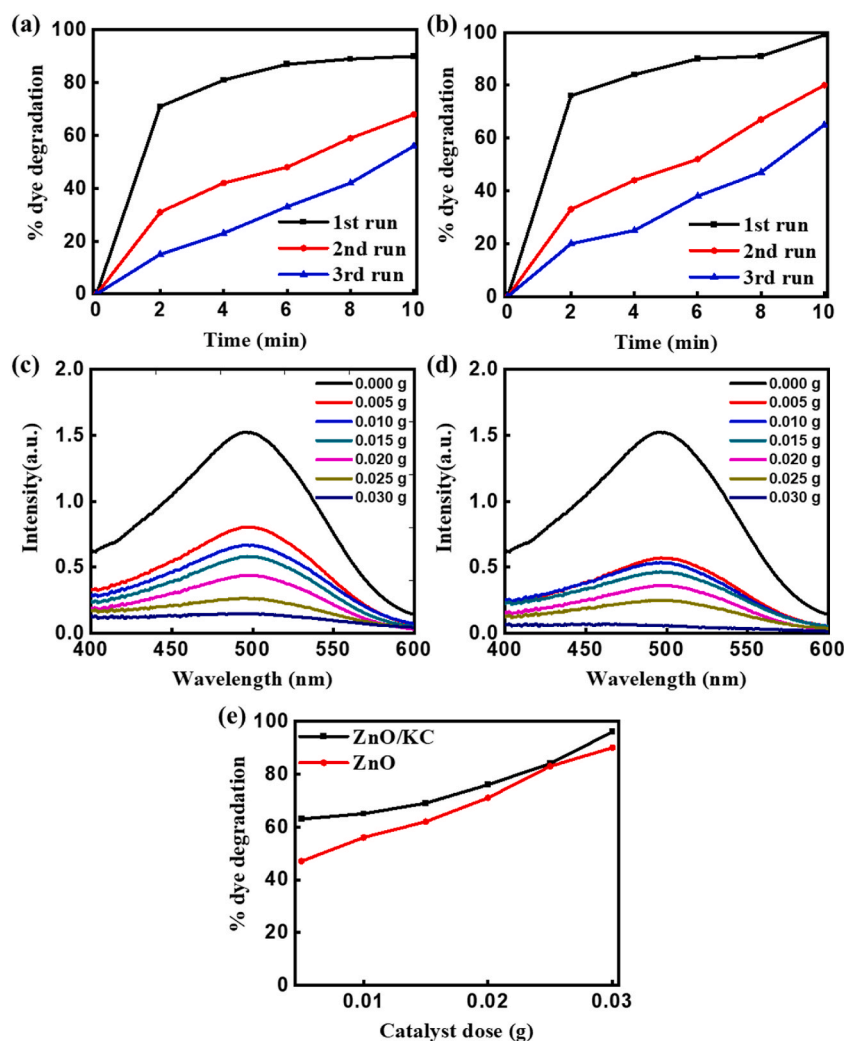 (a)
% dye degradation
100
80
60
40
20
0
0 2 4 6 8 10
Time (min)
1st run
2nd run
3rd run
(b)
% dye degradation
100
80
60
40
20
0
0 2 4 6 8 10
Time (min)
1st run
2nd run
3rd run
(c)
Intensity(a.u.)
2.0
1.5
1.0
0.5
0.0
400 450 500 550 600
Wavelength (nm)
0.000 g
0.005 g
0.010 g
0.015 g
0.020 g
0.025 g
0.030 g
(d)
Intensity(a.u.)
2.0
1.5
1.0
0.5
0.0
400 450 500 550 600
Wavelength (nm)
0.000 g
0.005 g
0.010 g
0.015 g
0.020 g
0.025 g
0.030 g
(e)
% dye degradation
100
80
60
40
20
0
0.01 0.02 0.03
Catalyst dose (g)
ZnO/KC
ZnO